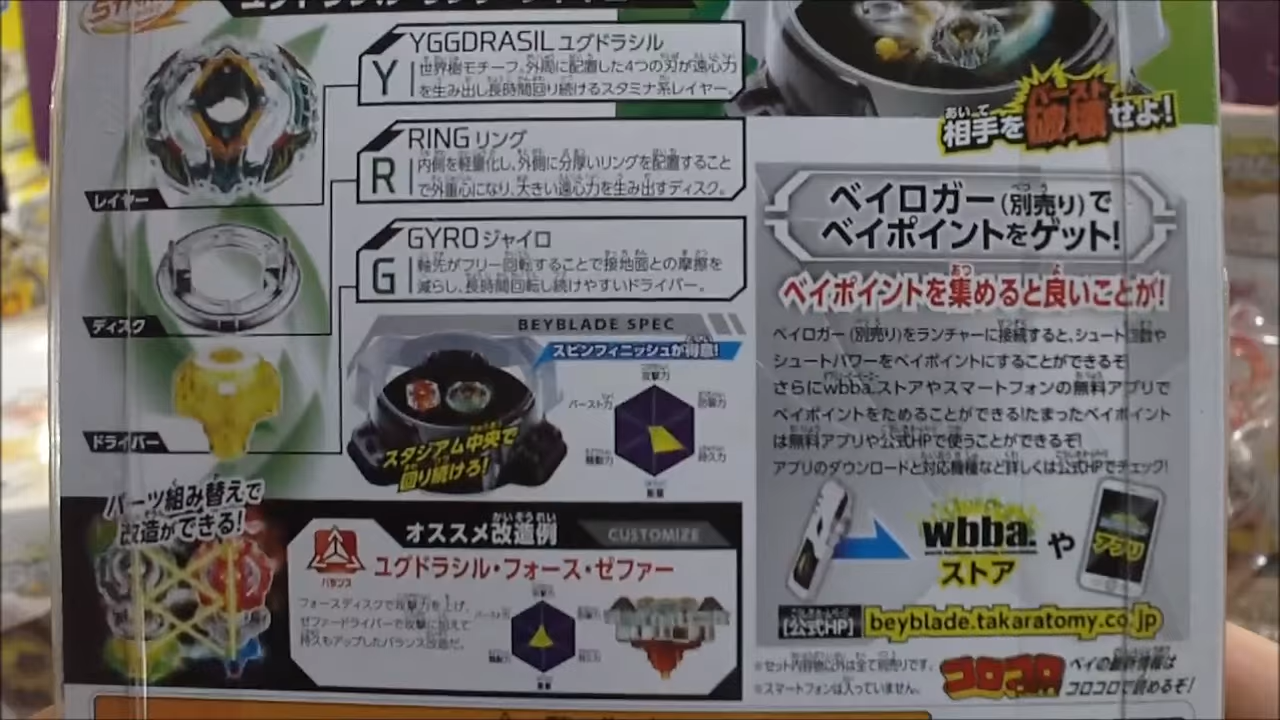 YGGDRASIL ユグドラシル
Y
世界樹モチーフ。外周に配置した4つの刃が遠心力
を生み出し長時間回り続けるスタミナ系レイヤー。
レイヤー
RING リング
R
内側を軽量化し、外側に分厚いリングを配置すること
で外重心になり、大きい遠心力を生み出すディスク。
ディスク
GYRO ジャイロ
G
軸先がフリー回転することで接地面との摩擦を
減らし、長時間回転し続けやすいドライバー。
ドライバー
BEYBLADE SPEC
スピンフィニッシュが得意!
スタジアム中央で
回り続ける!
攻撃力
防御力
持久力
重量
機動力
バースト力
パーツ組み替えで
改造ができる!
オススメ改造例
CUSTOMIZE
バランス
ユグドラシル・フォース・ゼファー
フォースディスクで攻撃力を上げ、
ゼファードライバーで攻撃に加えて
持久もアップしたバランス改造だ。
相手を
バースト
破壊せよ!
ベイロガー(別売り)で
ベイポイントをゲット!
ベイポイントを集めると良いことが!
ベイロガー(別売り)をランチャーに接続すると、シュート回数や
シュートパワーをベイポイントにすることができるぞ
さらにwbba.ストアやスマートフォンの無料アプリで
ベイポイントをためることができる!たまったベイポイント
は無料アプリや公式HPで使うことができるぞ!
アプリのダウンロードと対応機種など詳しくは公式HPでチェック!
wbba.
ストア
や
アプリ
[公式HP] beyblade.takaratomy.co.jp
※セット内容物以外は全て別売りです。
※スマートフォンは入っていません。
コロコロ
ベイの最新情報は
コロコロで読めるぞ!